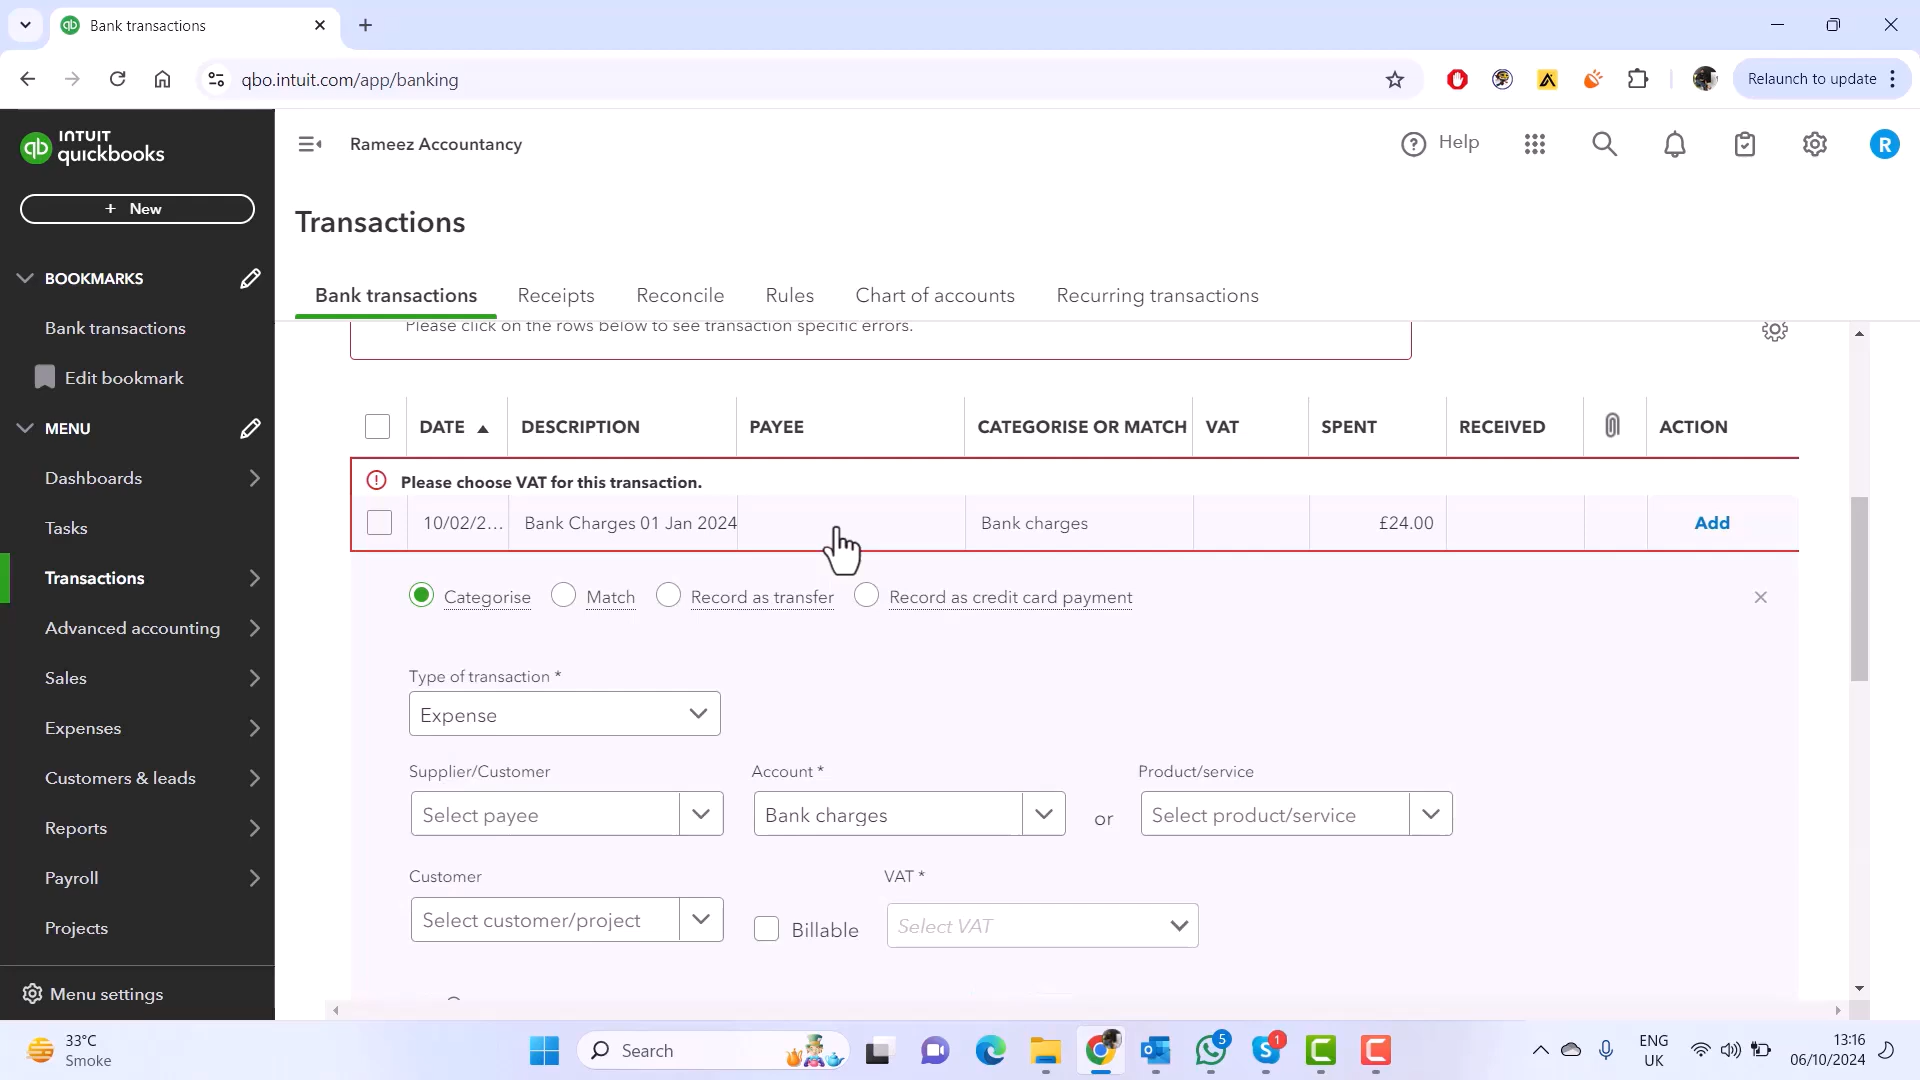 Bank transactions
qbo.intuit.com/app/banking
Relaunch to update
INTUIT
quickbooks
Rameez Accountancy
Help
R
+ New
Transactions
BOOKMARKS
Bank transactions
Edit bookmark
MENU
Dashboards
Tasks
Transactions
Advanced accounting
Sales
Expenses
Customers & leads
Reports
Payroll
Projects
Menu settings
Bank transactions Receipts Reconcile Rules Chart of accounts Recurring transactions
Please click on the rows below to see transaction specific errors.
DATE DESCRIPTION PAYEE CATEGORISE OR MATCH VAT SPENT RECEIVED ACTION
Please choose VAT for this transaction.
10/02/2... Bank Charges 01 Jan 2024 Bank charges £24.00 Add
Categorise Match Record as transfer Record as credit card payment
Type of transaction *
Expense
Supplier/Customer Account * Product/service
Select payee Bank charges or Select product/service
Customer VAT *
Select customer/project Billable Select VAT
33°C
Smoke
Search
5
1
ENG
UK
13:16
06/10/2024